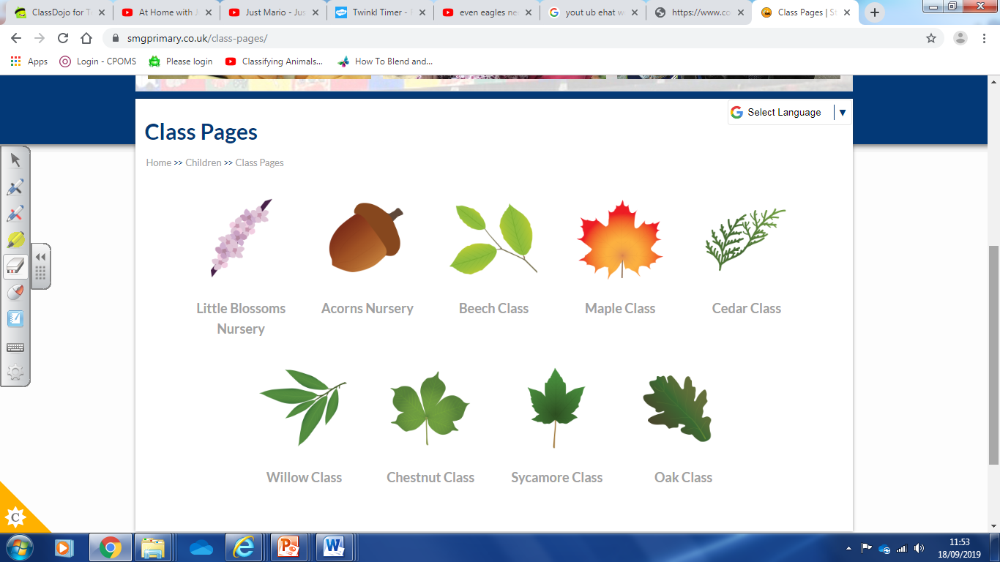 ClassDojo for T
At Home with J
Just Mario - Jus
Twinkl Timer - F
even eagles nee
yout ub ehat w
https://www.co
Class Pages | St
smgprimary.co.uk/class-pages/
Apps
Login - CPOMS
Please login
Classifying Animals...
How To Blend and...
Select Language
Class Pages
Home >> Children >> Class Pages
Little Blossoms Nursery
Acorns Nursery
Beech Class
Maple Class
Cedar Class
Willow Class
Chestnut Class
Sycamore Class
Oak Class
C
11:53
18/09/2019